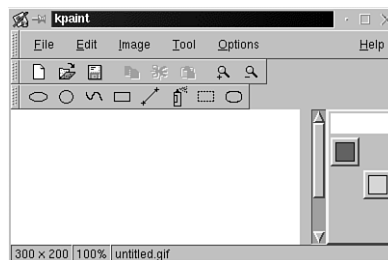 kpaint
File Edit Image Tool Options Help
300 x 200 100% untitled.gif